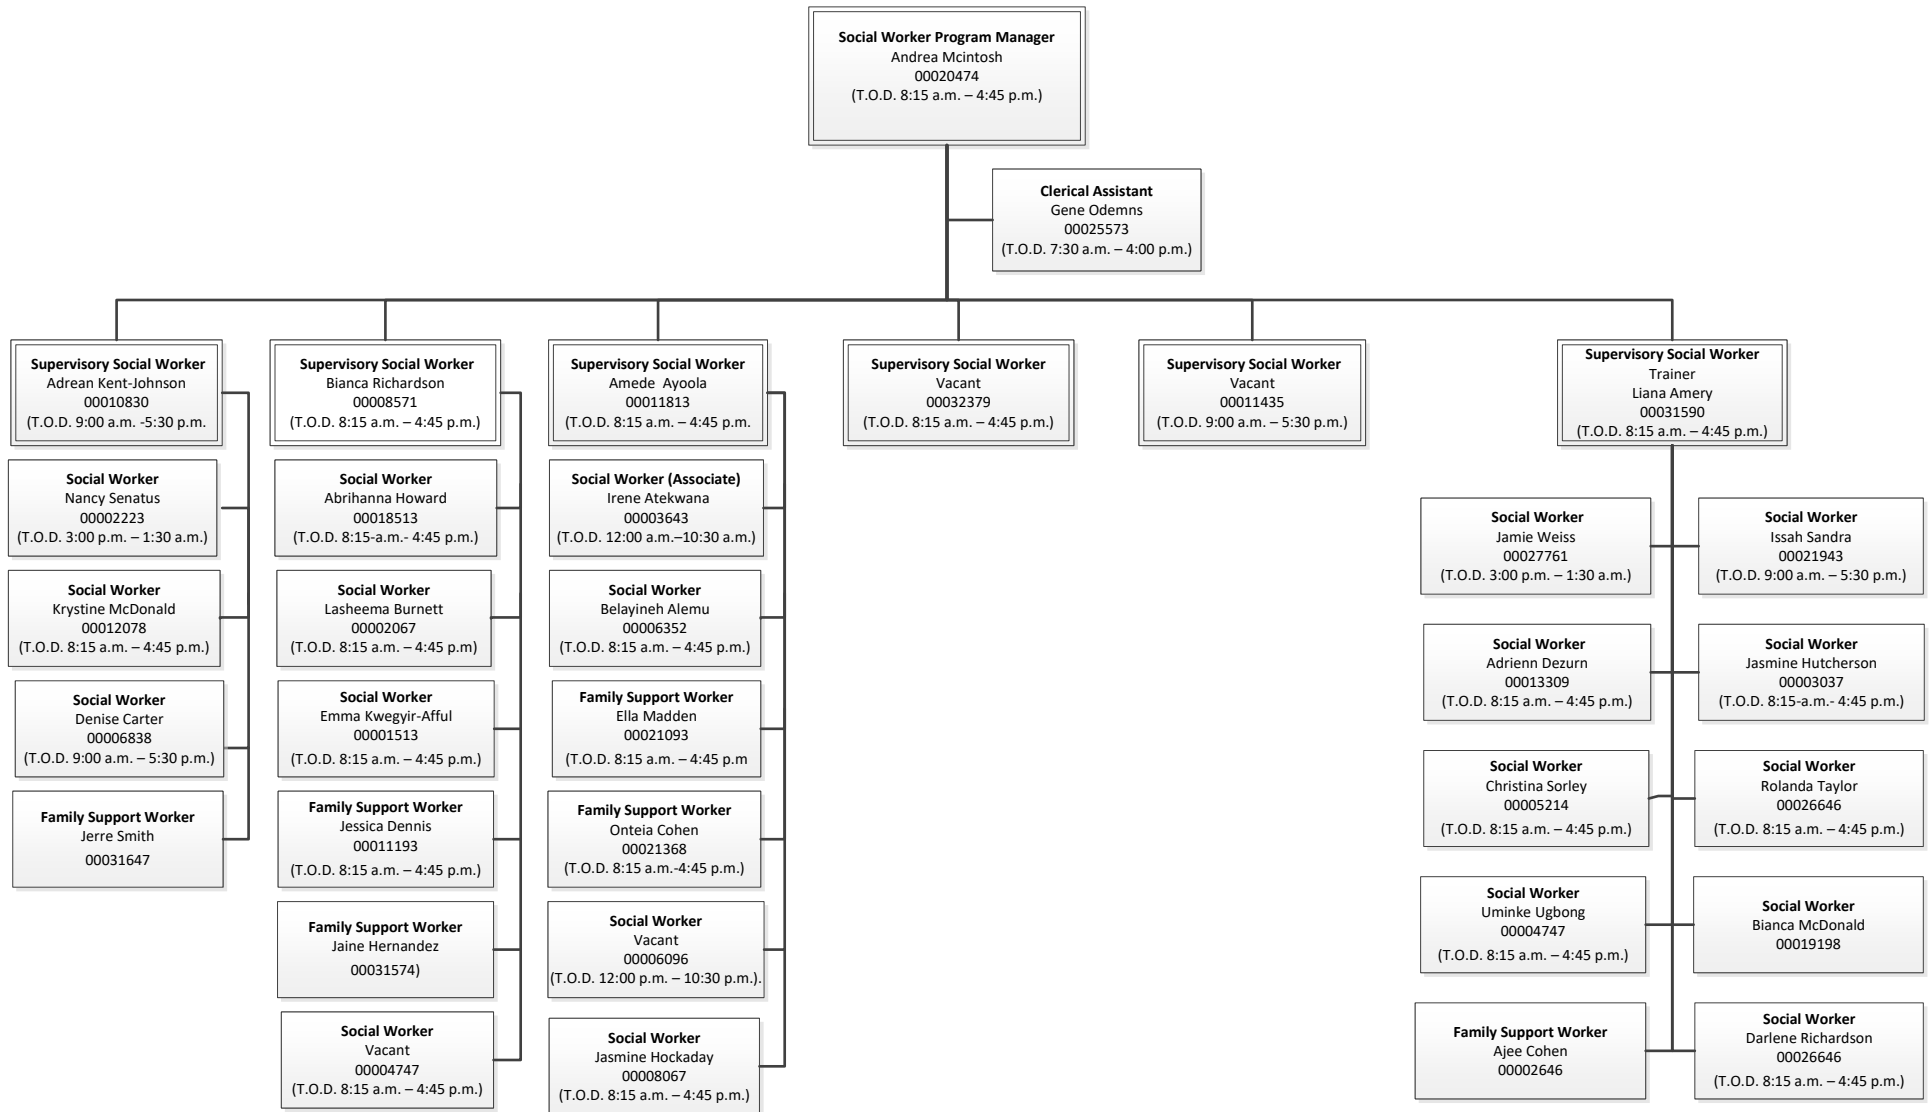 Social Worker Program Manager
Andrea Mcintosh
00020474
(T.O.D. 8:15 a.m. – 4:45 p.m.)
Clerical Assistant
Gene Odemns
00025573
(T.O.D. 7:30 a.m. – 4:00 p.m.)
Supervisory Social Worker
Adrean Kent-Johnson
00010830
(T.O.D. 9:00 a.m. -5:30 p.m.
Social Worker
Nancy Senatus
00002223
(T.O.D. 3:00 p.m. – 1:30 a.m.)
Social Worker
Krystine McDonald
00012078
(T.O.D. 8:15 a.m. – 4:45 p.m.)
Social Worker
Denise Carter
00006838
(T.O.D. 9:00 a.m. – 5:30 p.m.)
Family Support Worker
Jerre Smith
00031647
Supervisory Social Worker
Bianca Richardson
00008571
(T.O.D. 8:15 a.m. – 4:45 p.m.)
Social Worker
Abrihanna Howard
00018513
(T.O.D. 8:15-a.m.- 4:45 p.m.)
Social Worker
Lasheema Burnett
00002067
(T.O.D. 8:15 a.m. – 4:45 p.m)
Social Worker
Emma Kwegyir-Afful
00001513
(T.O.D. 8:15 a.m. – 4:45 p.m.)
Family Support Worker
Jessica Dennis
00011193
(T.O.D. 8:15 a.m. – 4:45 p.m.)
Family Support Worker
Jaine Hernandez
00031574)
Social Worker
Vacant
00004747
(T.O.D. 8:15 a.m. – 4:45 p.m.)
Supervisory Social Worker
Amede  Ayoola
00011813
(T.O.D. 8:15 a.m. – 4:45 p.m.
Social Worker (Associate)
Irene Atekwana
00003643
(T.O.D. 12:00 a.m.–10:30 a.m.)
Social Worker
Belayineh Alemu
00006352
(T.O.D. 8:15 a.m. – 4:45 p.m.)
Family Support Worker
Ella Madden
00021093
(T.O.D. 8:15 a.m. – 4:45 p.m
Family Support Worker
Onteia Cohen
00021368
(T.O.D. 8:15 a.m.-4:45 p.m.)
Social Worker
Vacant
00006096
(T.O.D. 12:00 p.m. – 10:30 p.m.).
Social Worker
Jasmine Hockaday
00008067
(T.O.D. 8:15 a.m. – 4:45 p.m.)
Supervisory Social Worker
Vacant
00032379
(T.O.D. 8:15 a.m. – 4:45 p.m.)
Supervisory Social Worker
Vacant
00011435
(T.O.D. 9:00 a.m. – 5:30 p.m.)
Supervisory Social Worker
Trainer
Liana Amery
00031590
(T.O.D. 8:15 a.m. – 4:45 p.m.)
Social Worker
Jamie Weiss
00027761
(T.O.D. 3:00 p.m. – 1:30 a.m.)
Social Worker
Issah Sandra
00021943
(T.O.D. 9:00 a.m. – 5:30 p.m.)
Social Worker
Adrienn Dezurn
00013309
(T.O.D. 8:15 a.m. – 4:45 p.m.)
Social Worker
Jasmine Hutcherson
00003037
(T.O.D. 8:15-a.m.- 4:45 p.m.)
Social Worker
Christina Sorley
00005214
(T.O.D. 8:15 a.m. – 4:45 p.m.)
Social Worker
Rolanda Taylor
00026646
(T.O.D. 8:15 a.m. – 4:45 p.m.)
Social Worker
Uminke Ugbong
00004747
(T.O.D. 8:15 a.m. – 4:45 p.m.)
Social Worker
Bianca McDonald
00019198
Family Support Worker
Ajee Cohen
00002646
Social Worker
Darlene Richardson
00026646
(T.O.D. 8:15 a.m. – 4:45 p.m.)